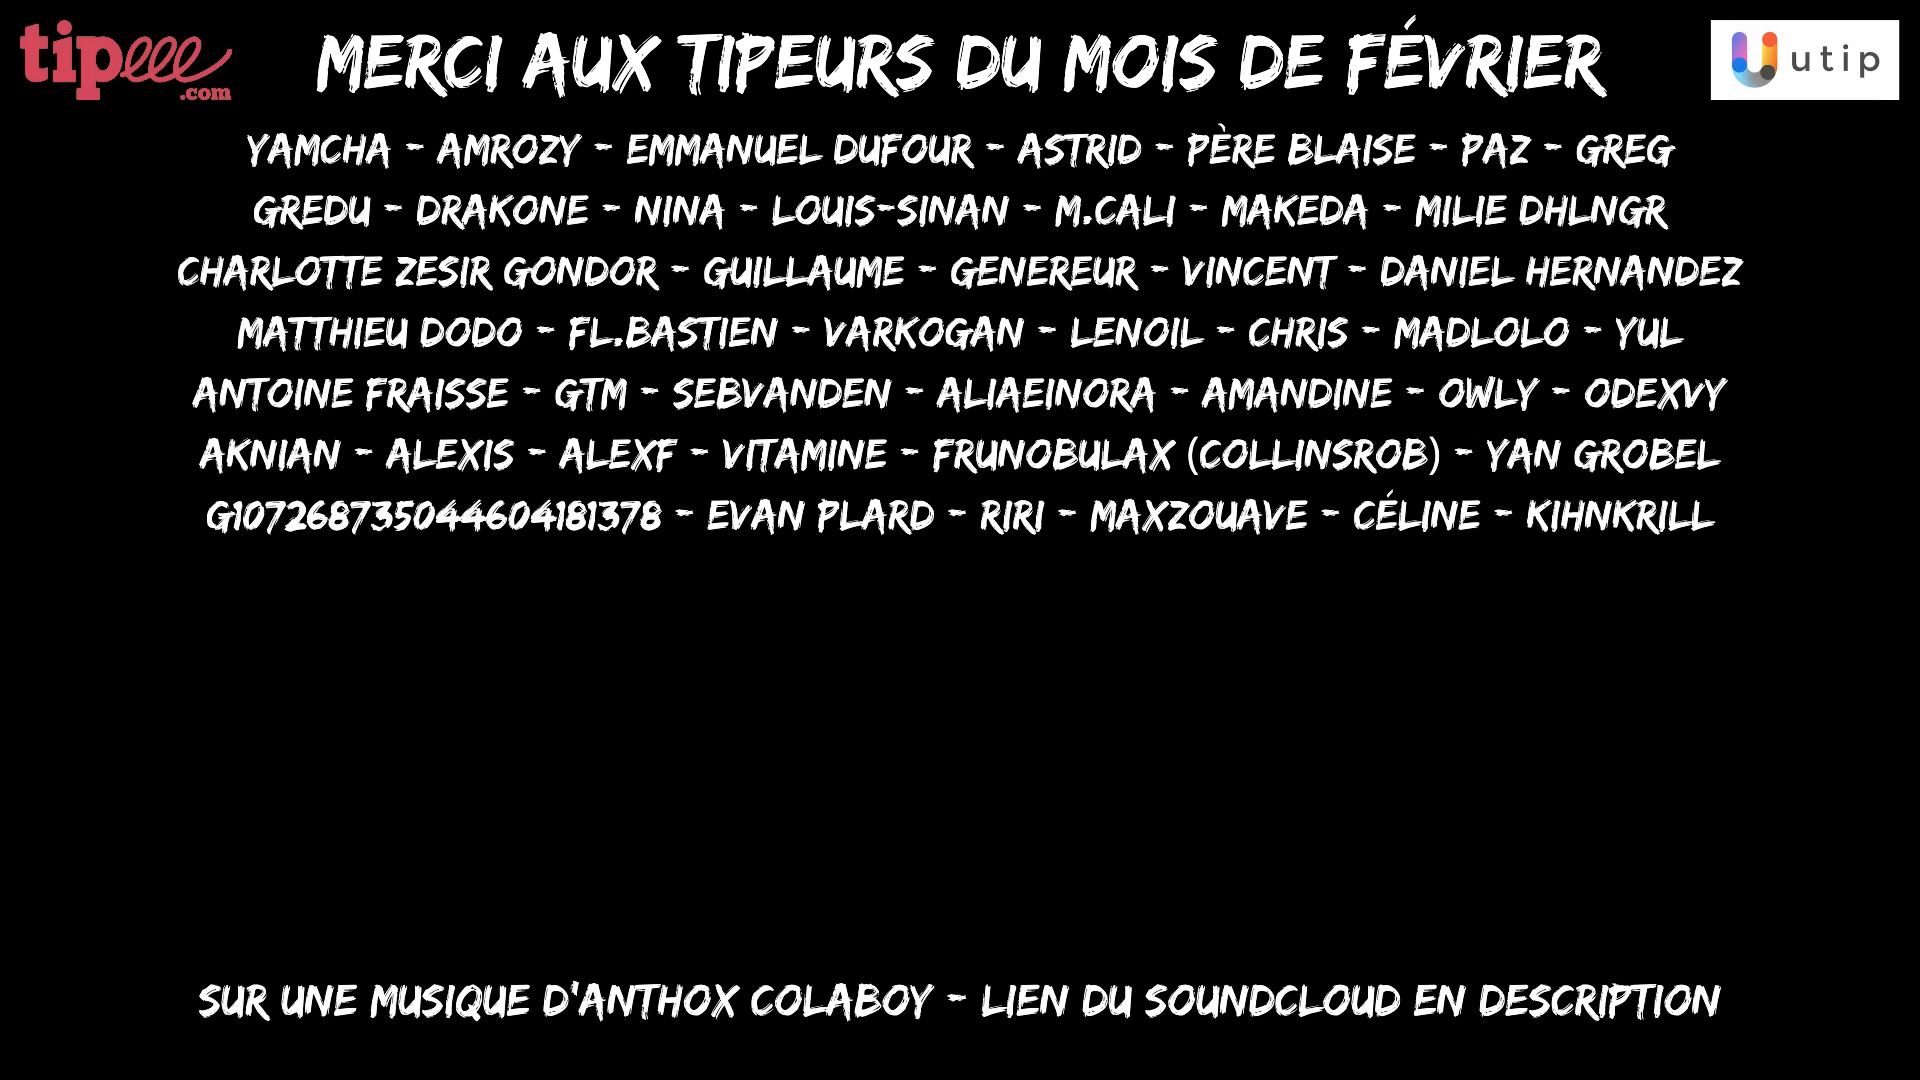 tipeee
.com
MERCI AUX TIPEURS DU MOIS DE FÉVRIER
utip
YAMCHA - AMROZY - EMMANUEL DUFOUR - ASTRID - PÈRE BLAISE - PAZ - GREG
GREDU - DRAKONE - NINA - LOUIS-SINAN - M.CALI - MAKEDA - MILIE DHLNGR
CHARLOTTE ZESIR GONDOR - GUILLAUME - GENEREUR - VINCENT - DANIEL HERNANDEZ
MATTHIEU DODO - FL.BASTIEN - VARKOGAN - LENOIL - CHRIS - MADLOLO - YUL
ANTOINE FRAISSE - GTM - SEBVANDEN - ALIAEINORA - AMANDINE - OWLY - ODEXVY
AKNIAN - ALEXIS - ALEXF - VITAMINE - FRUNOBULAX (COLLINSROB) - YAN GROBEL
G107268735044604181378 - EVAN PLARD - RIRI - MAXZOUAVE - CÉLINE - KIHNKRILL
SUR UNE MUSIQUE D'ANTHOX COLABOY - LIEN DU SOUNDCLOUD EN DESCRIPTION